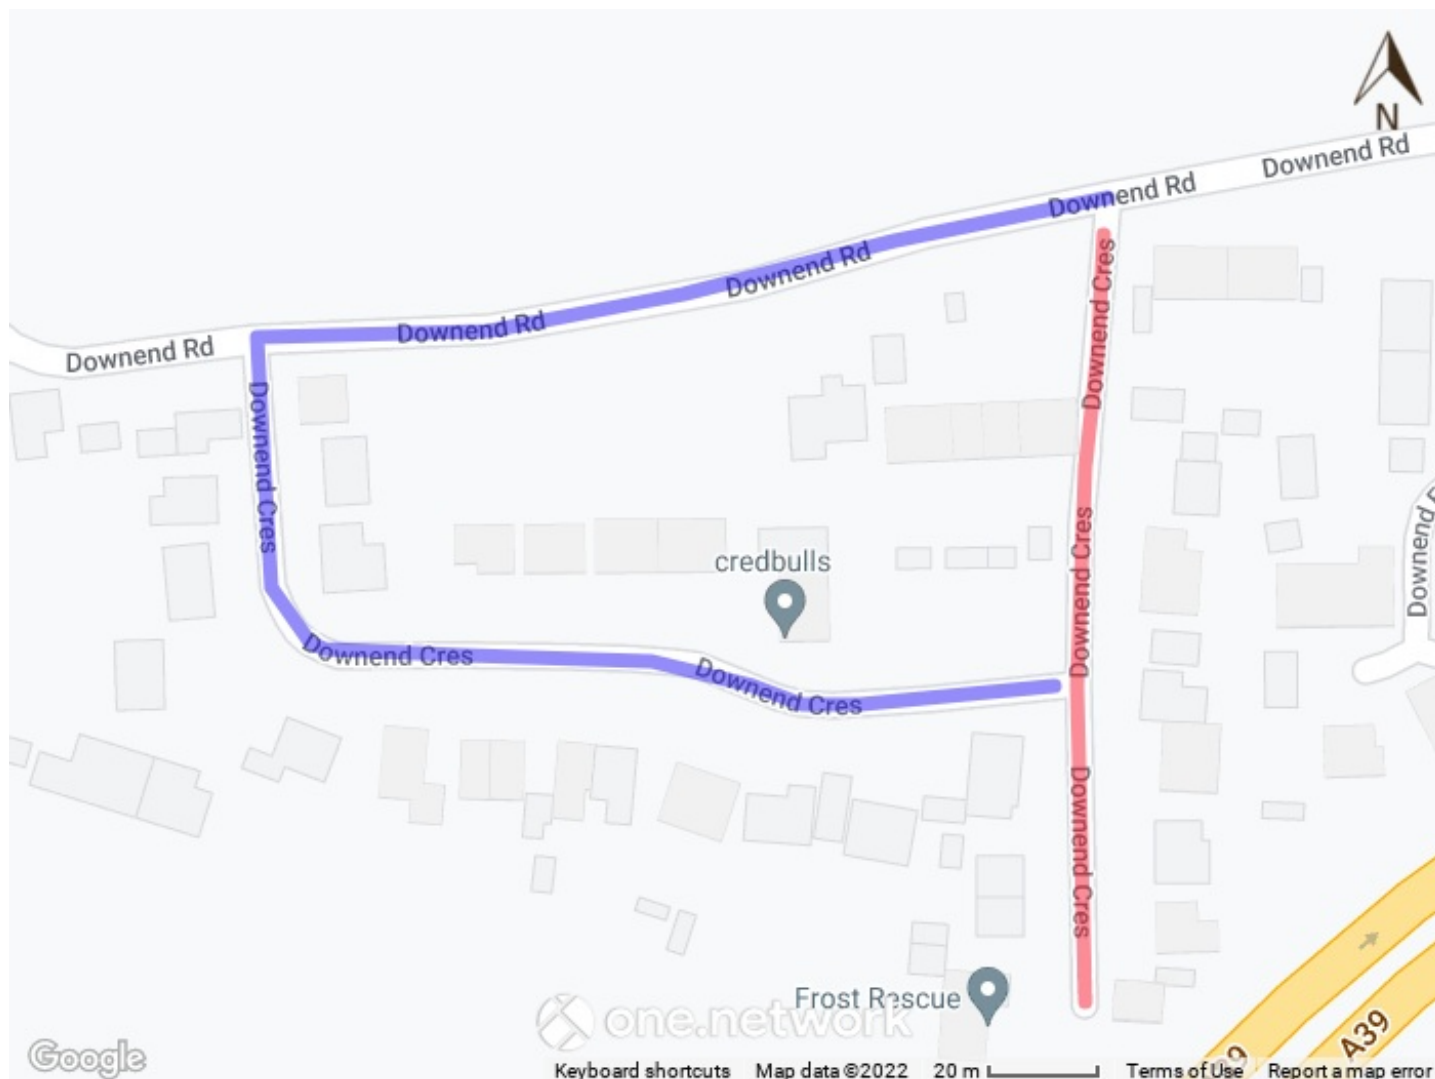 N
Downend Rd
Downend Rd
Downend Rd
Downend Rd
Downend Rd
Downend Cres
Downend Cres
Downend Cres
Downend Cres
Downend Cres
Downend Cres
Downend Cres
credbulls
Downend
Frost Rescue
one.network
A39
Google
Keyboard shortcuts
Map data ©2022
20 m
Terms of Use
Report a map error